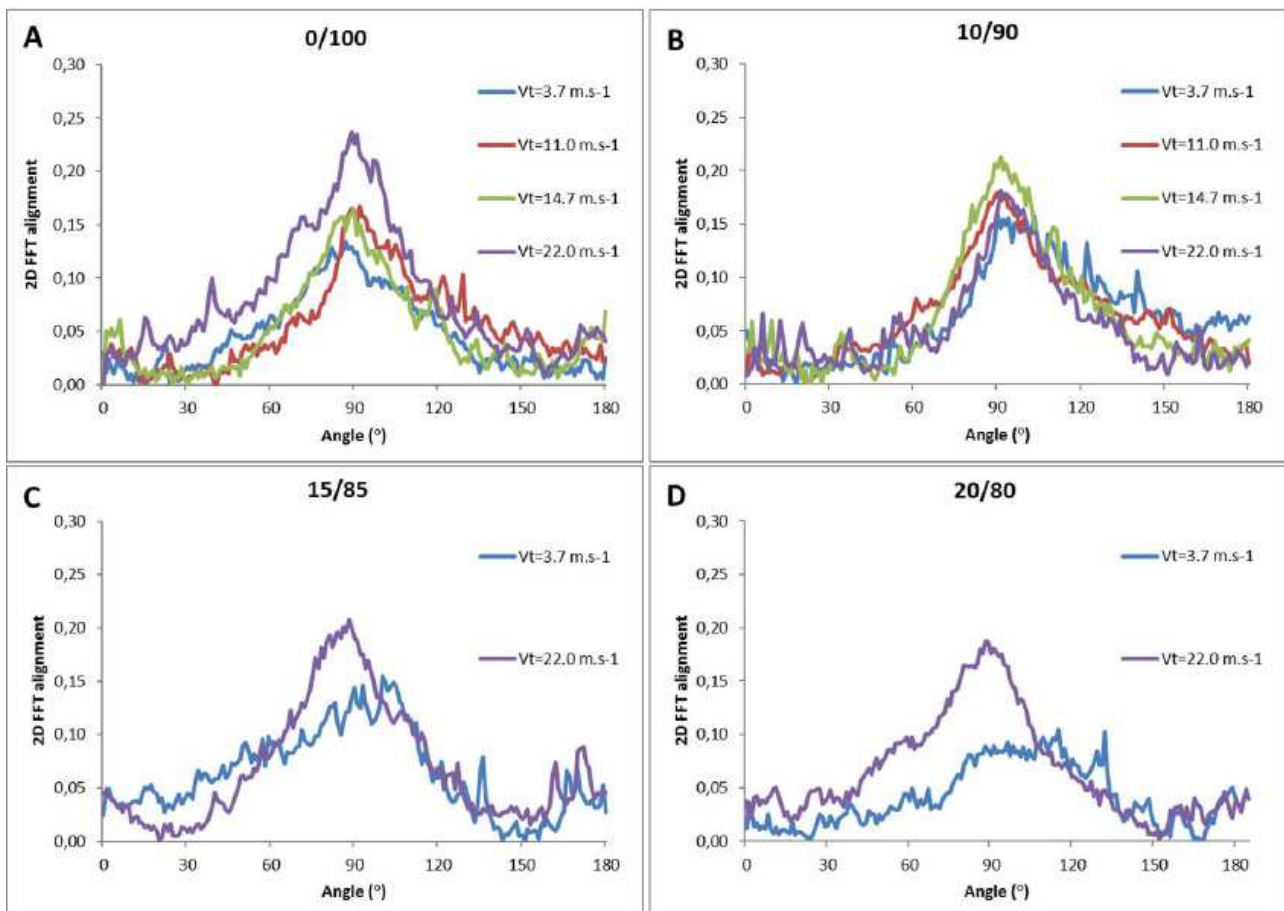 A
0/100
2D FFT alignment
0,30
0,25
0,20
0,15
0,10
0,05
0,00
0
30
60
90
120
150
180
Angle (°)
Vt=3.7 m.s-1
Vt=11.0 m.s-1
Vt=14.7 m.s-1
Vt=22.0 m.s-1
B
10/90
2D FFT alignment
0,30
0,25
0,20
0,15
0,10
0,05
0,00
0
30
60
90
120
150
180
Angle (°)
Vt=3.7 m.s-1
Vt=11.0 m.s-1
Vt=14.7 m.s-1
Vt=22.0 m.s-1
C
15/85
2D FFT alignment
0,30
0,25
0,20
0,15
0,10
0,05
0,00
0
30
60
90
120
150
180
Angle (°)
Vt=3.7 m.s-1
Vt=22.0 m.s-1
D
20/80
2D FFT alignment
0,30
0,25
0,20
0,15
0,10
0,05
0,00
0
30
60
90
120
150
180
Angle (°)
Vt=3.7 m.s-1
Vt=22.0 m.s-1